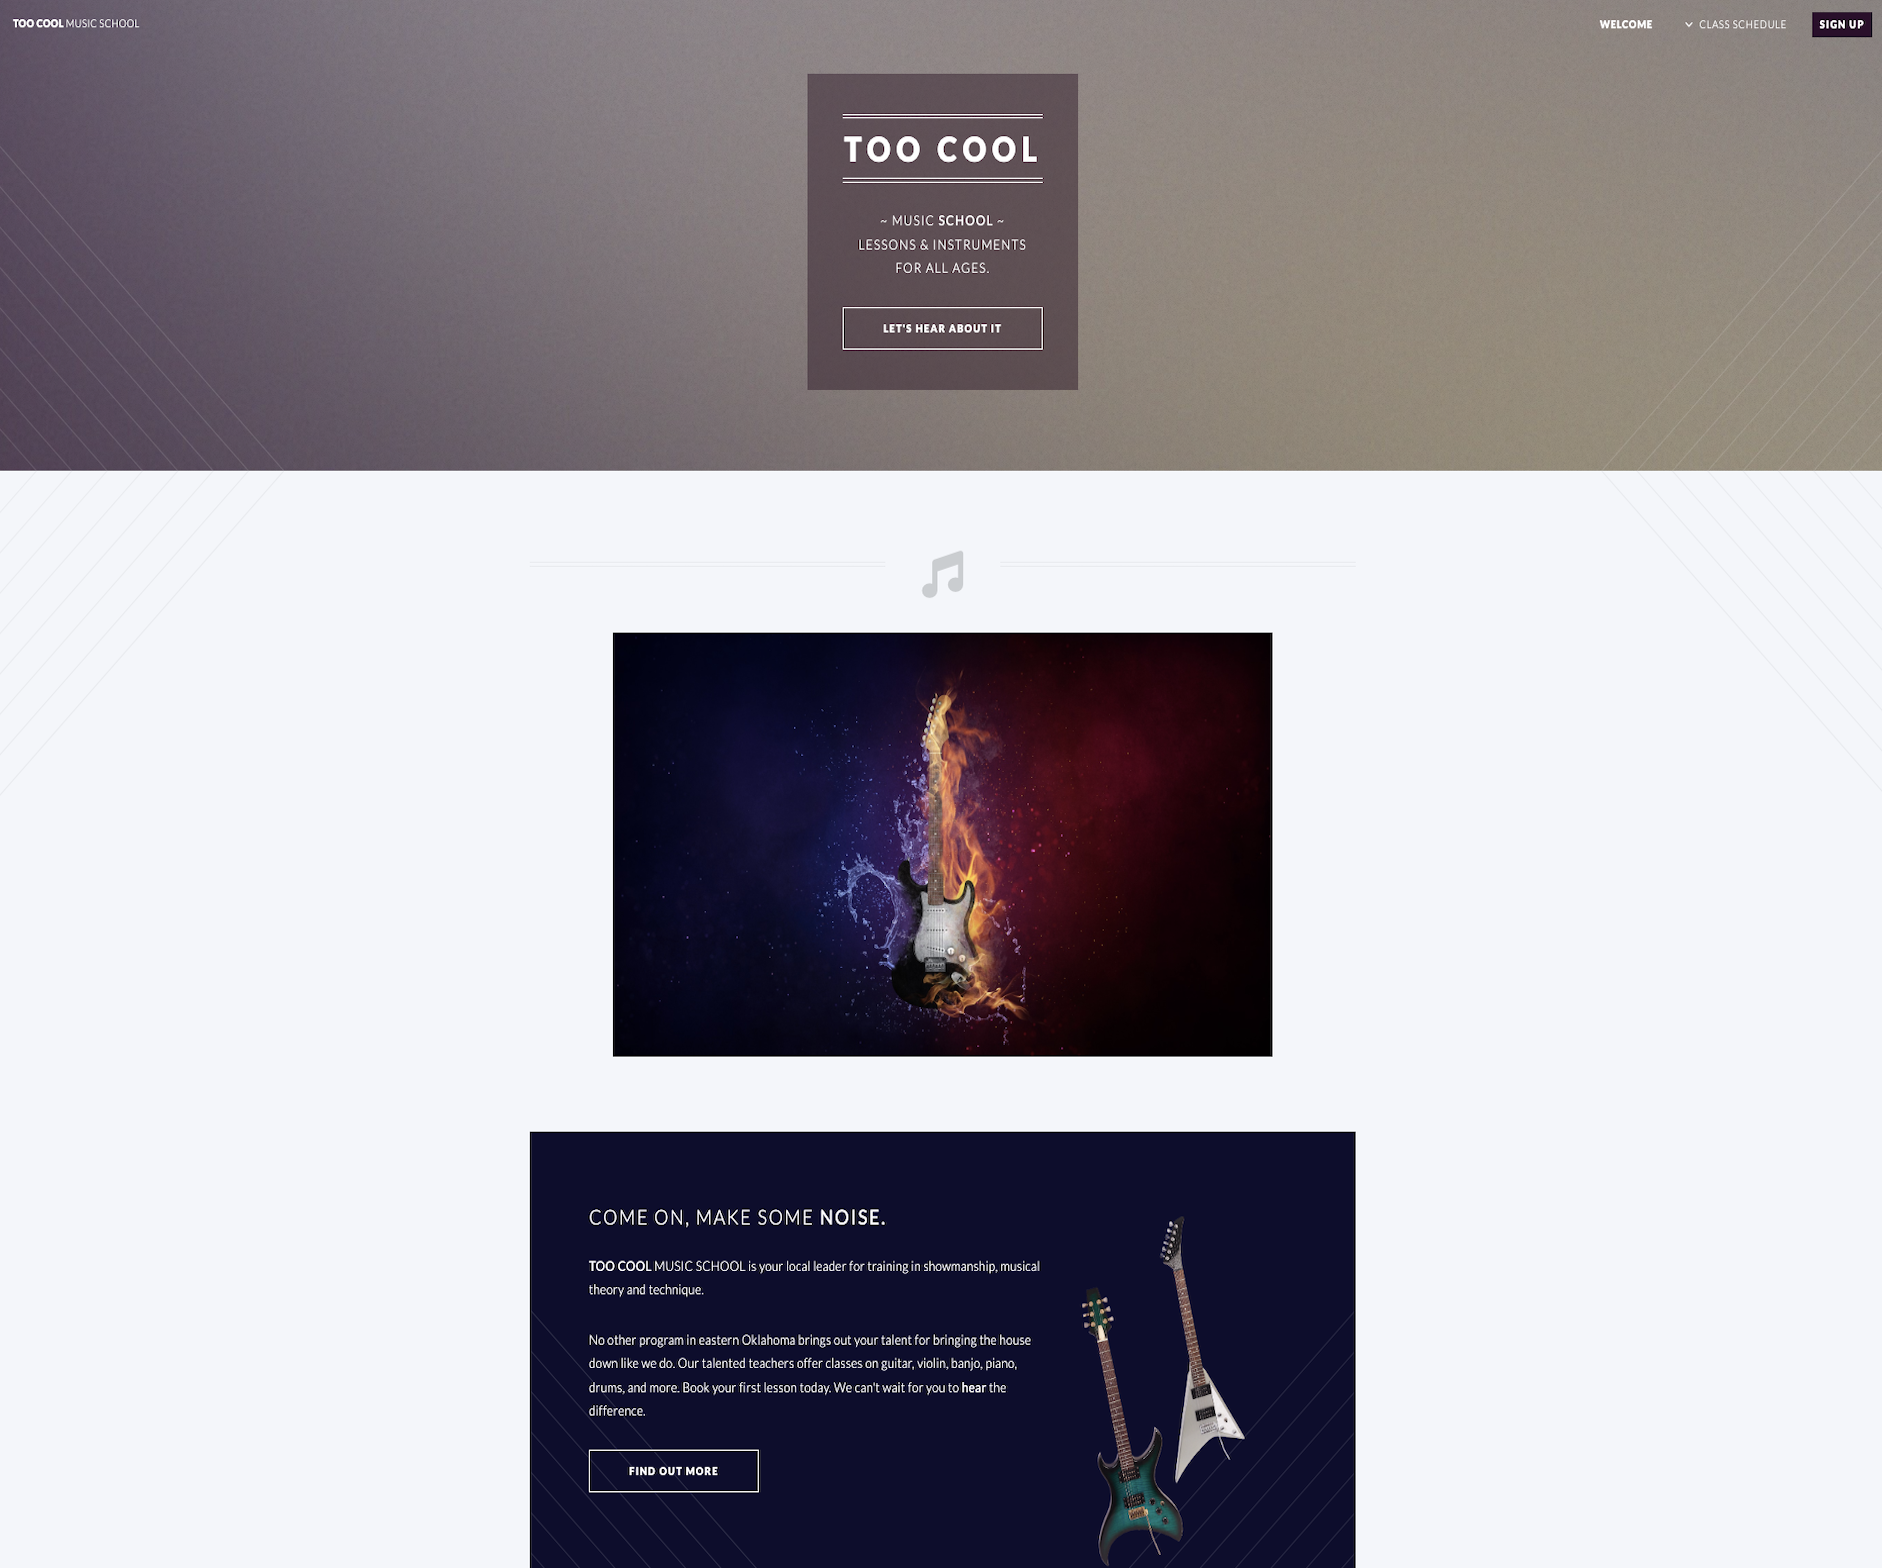 TOO COOL MUSIC SCHOOL
WELCOME
CLASS SCHEDULE
SIGN UP
TOO COOL
~ MUSIC SCHOOL ~
LESSONS & INSTRUMENTS
FOR ALL AGES.
LET'S HEAR ABOUT IT
COME ON, MAKE SOME NOISE.
TOO COOL MUSIC SCHOOL is your local leader for training in showmanship, musical
theory and technique.
No other program in eastern Oklahoma brings out your talent for bringing the house
down like we do. Our talented teachers offer classes on guitar, violin, banjo, piano,
drums, and more. Book your first lesson today. We can't wait for you to hear the
difference.
FIND OUT MORE